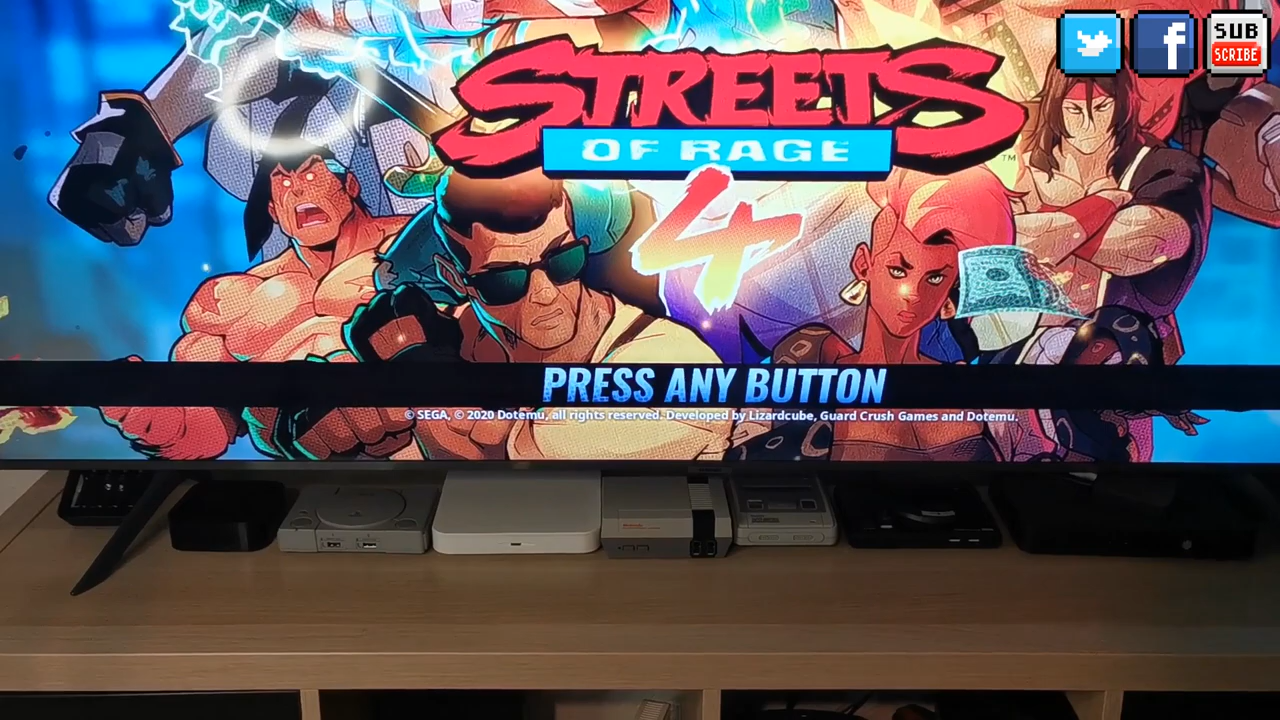 SUB
SCRIBE
STREETS
OF RAGE
TM
4
PRESS ANY BUTTON
© SEGA, © 2020 Dotemu, all rights reserved. Developed by Lizardcube, Guard Crush Games and Dotemu.